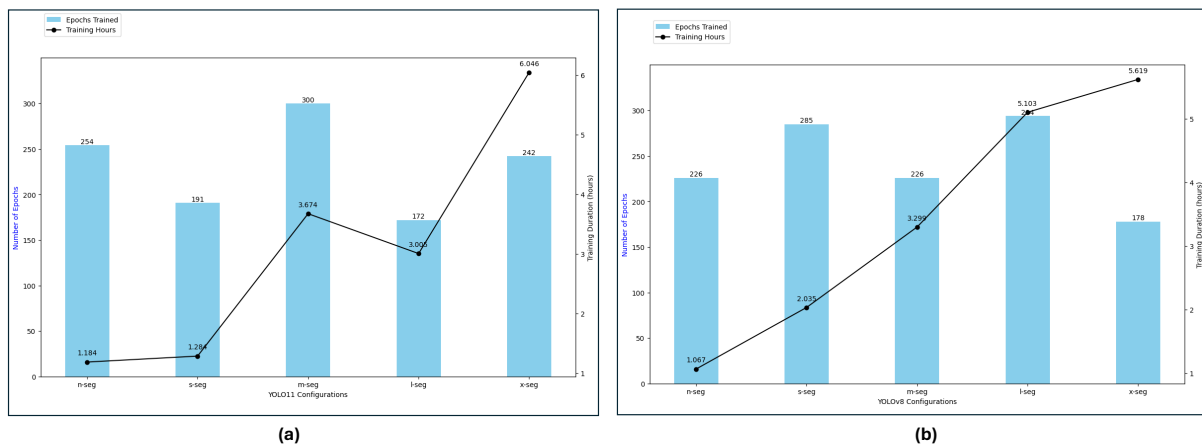 Epochs Trained
Training Hours
6.046
6
300
300
254
5
250
242
191
200
172
4
3.674
150
3.005
3
100
2
50
1.184
1.284
1
0
n-seg
s-seg
m-seg
l-seg
x-seg
YOLO11 Configurations
Number of Epochs
Training Duration (hours)
(a)
Epochs Trained
Training Hours
5.619
5.103
5
300
285
294
250
226
226
4
200
178
3.299
3
150
2.035
2
100
50
1.067
1
0
n-seg
s-seg
m-seg
l-seg
x-seg
YOLOv8 Configurations
Number of Epochs
Training Duration (hours)
(b)